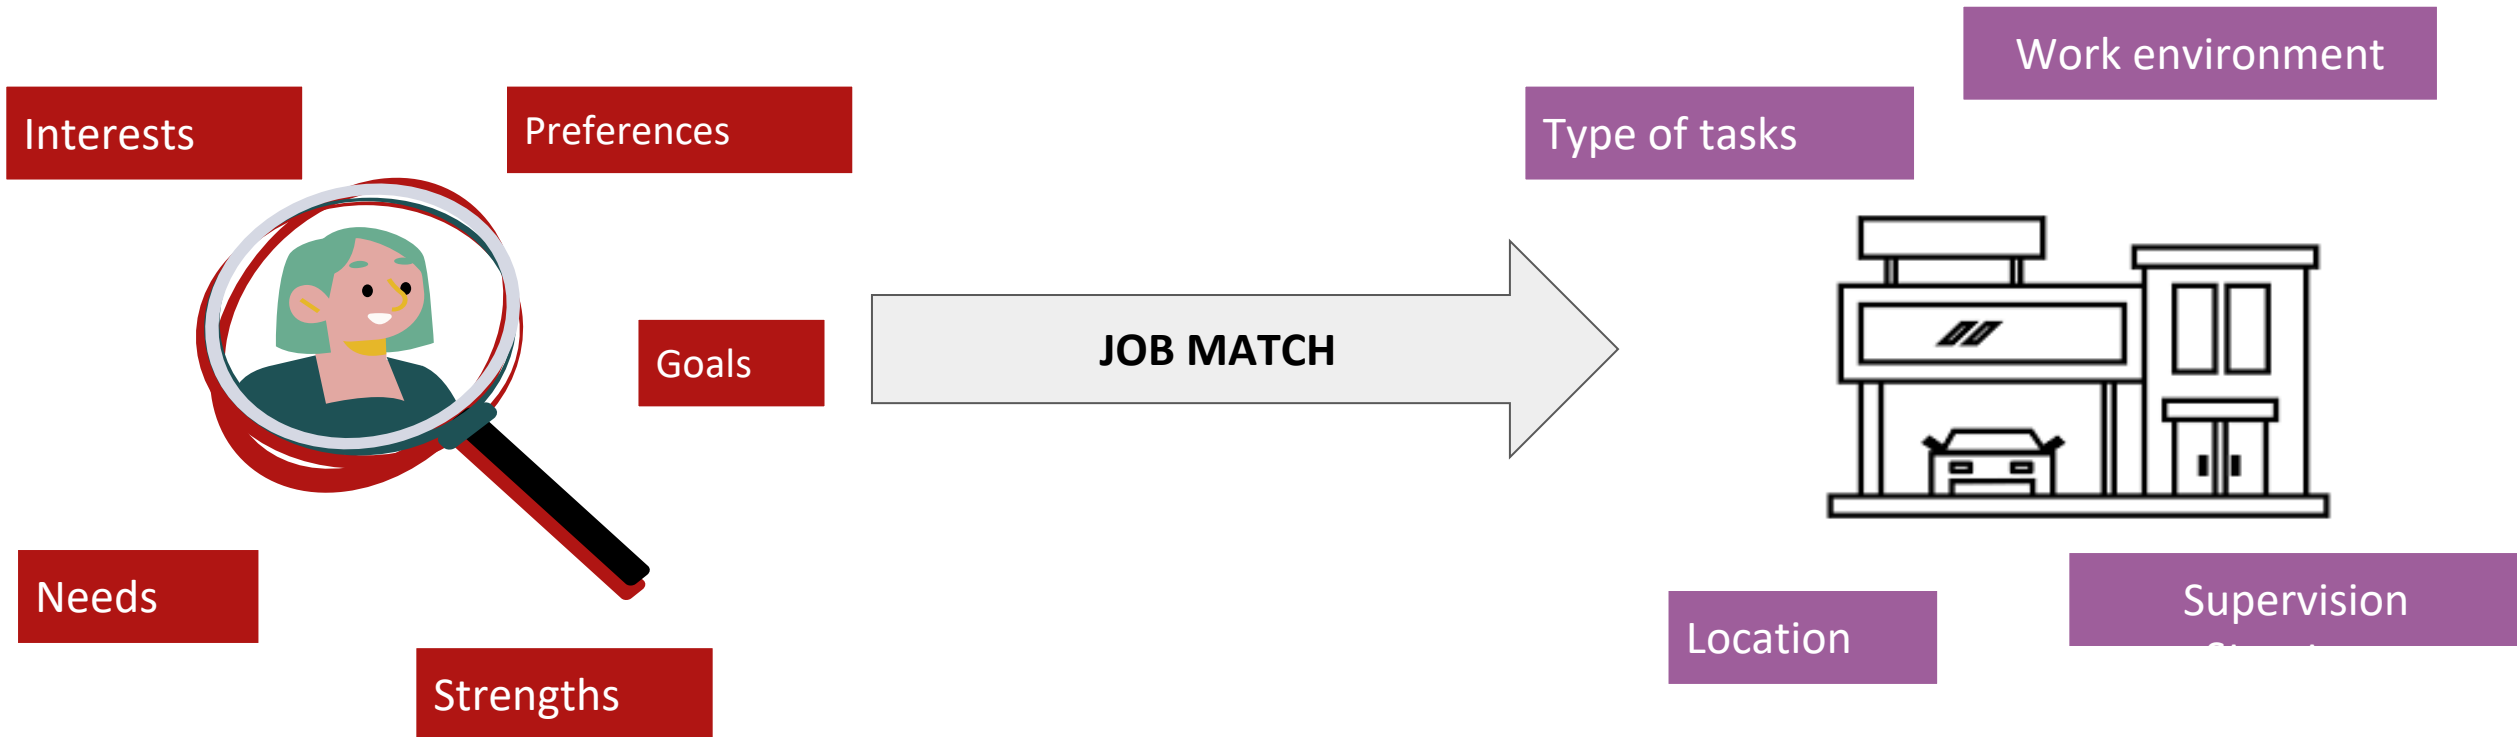 Work environment
Interests
Preferences
Type of tasks
JOB MATCH
Goals
Needs
Supervision
Location
Strengths